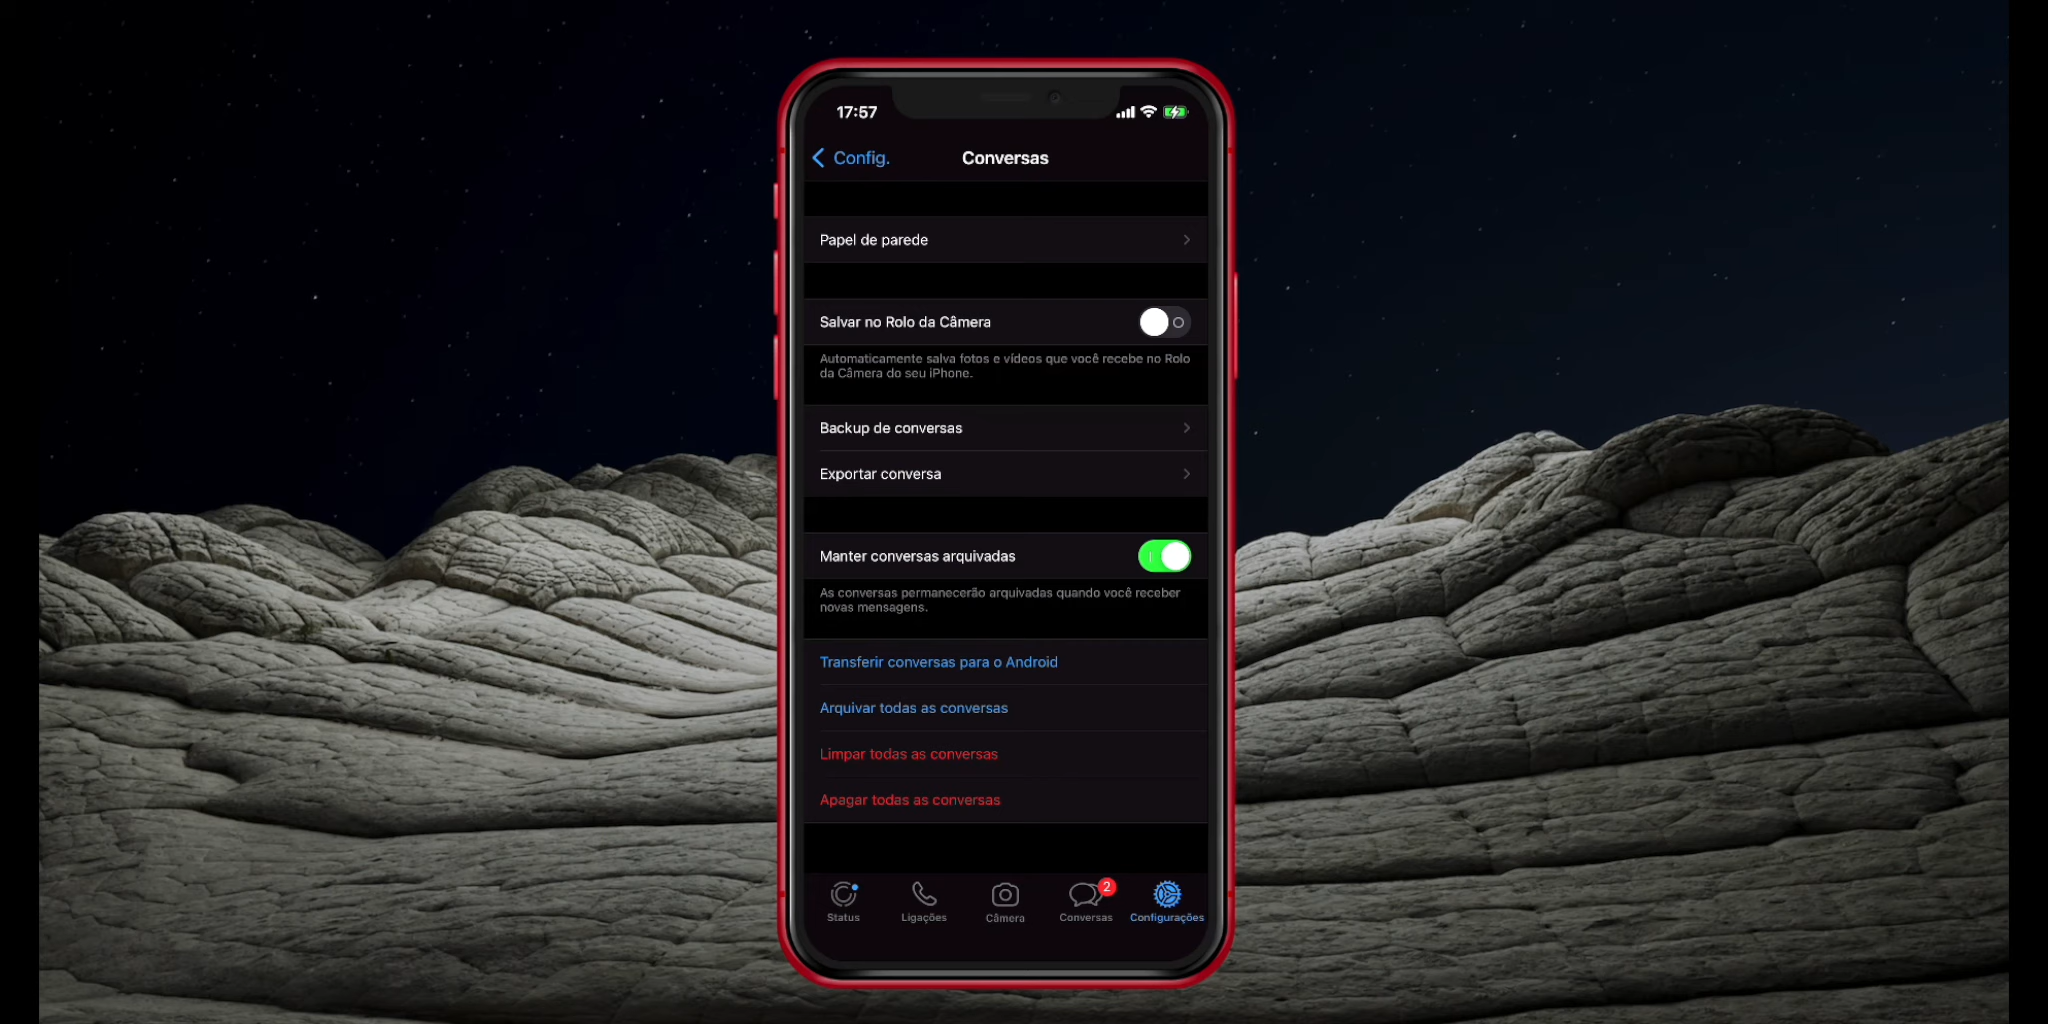 17:57
Config.
Conversas
Papel de parede
Salvar no Rolo da Câmera
Automaticamente salva fotos e vídeos que você recebe no Rolo
da Câmera do seu iPhone.
Backup de conversas
Exportar conversa
Manter conversas arquivadas
As conversas permanecerão arquivadas quando você receber
novas mensagens.
Transferir conversas para o Android
Arquivar todas as conversas
Limpar todas as conversas
Apagar todas as conversas
2
Status
Ligações
Câmera
Conversas
Configurações